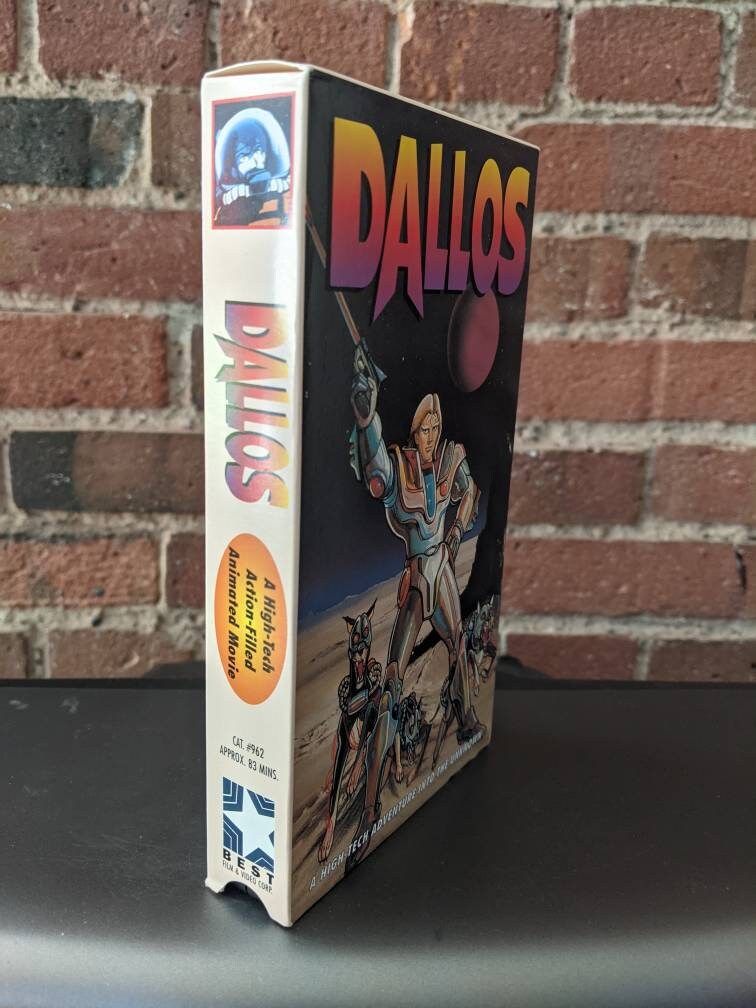 DALLOS
A High-Tech
Action-Filled
Animated Movie
CAT. #962
APPROX. 83 MINS.
BEST
FILM & VIDEO CORP.
DALLOS
A HIGH-TECH ADVENTURE INTO THE UNKNOWN